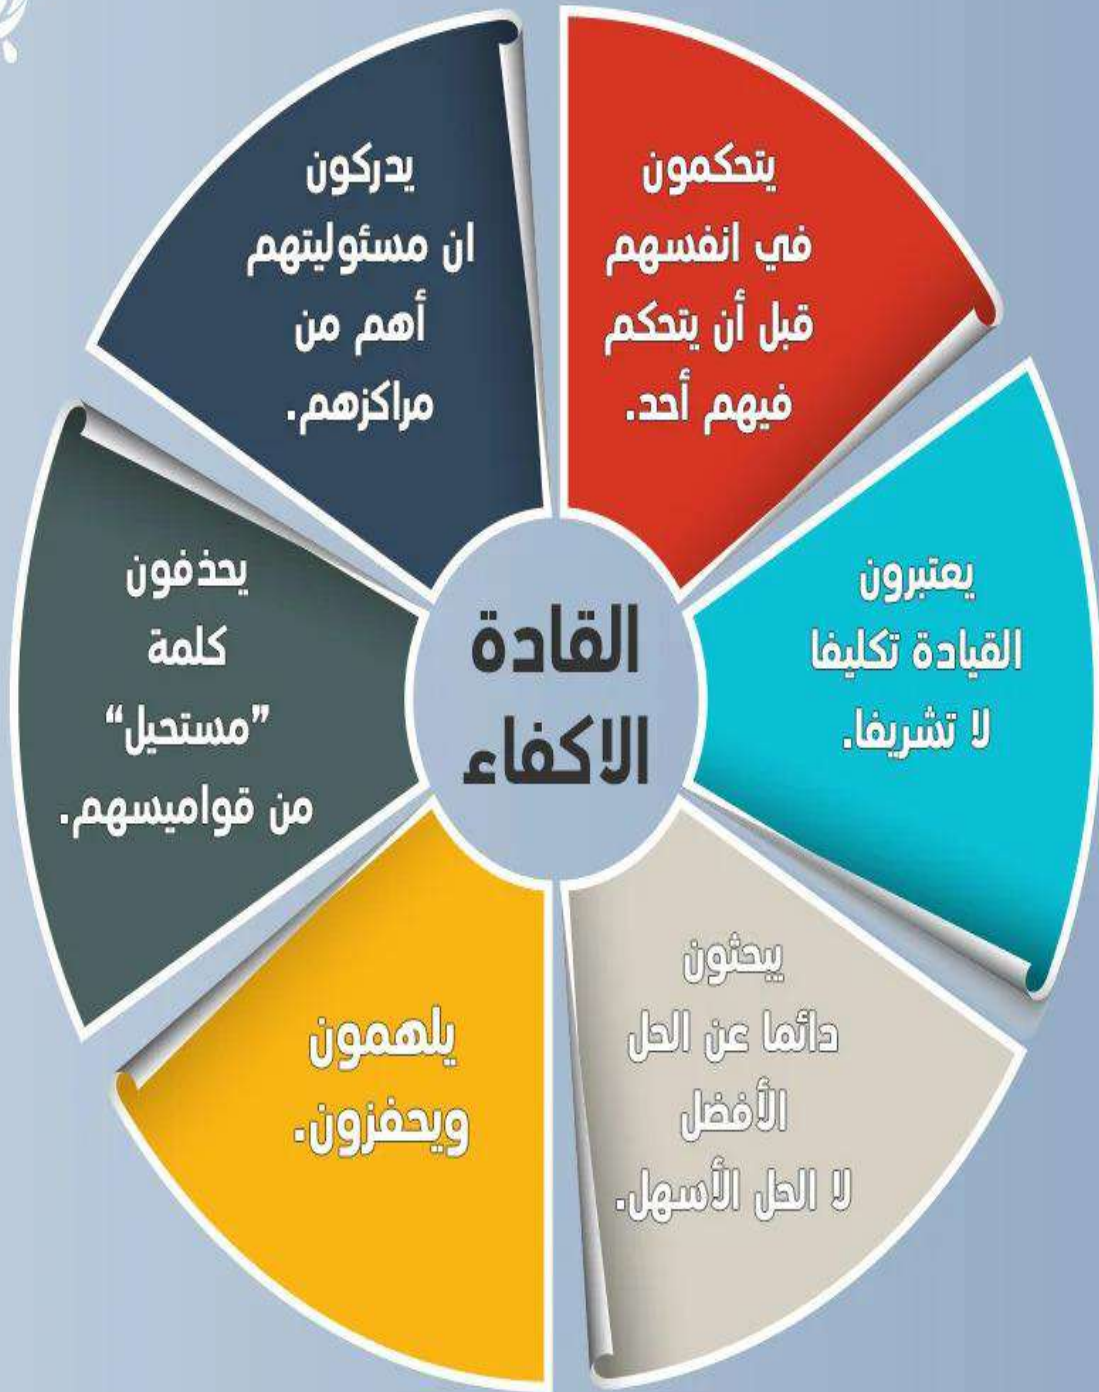 القادة
الاكفاء
يتحكمون
في انفسهم
قبل أن يتحكم
فيهم أحد.
يعتبرون
القيادة تكليفا
لا تشريفا.
يبحثون
دائما عن الحل
الأفضل
لا الحل الأسهل.
يلهمون
ويحفزون.
يحذفون
كلمة
”مستحيل“
من قواميسهم.
يدركون
ان مسئوليتهم
أهم من
مراكزهم.